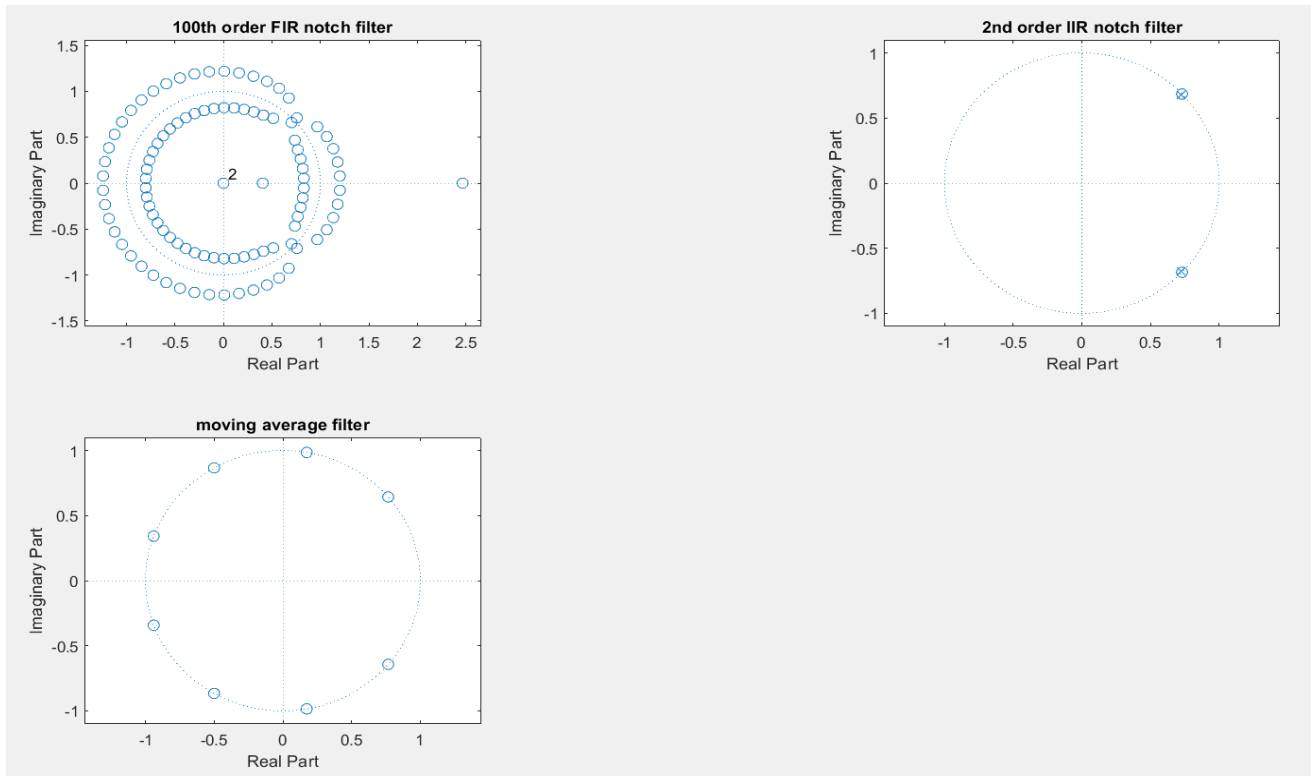 100th order FIR notch filter
1.5
1
0.5
0
-0.5
-1
-1.5
Imaginary Part
2
-1 -0.5 0 0.5 1 1.5 2 2.5
Real Part
2nd order IIR notch filter
1
0.5
0
-0.5
-1
Imaginary Part
-1 -0.5 0 0.5 1
Real Part
moving average filter
1
0.5
0
-0.5
-1
Imaginary Part
-1 -0.5 0 0.5 1
Real Part